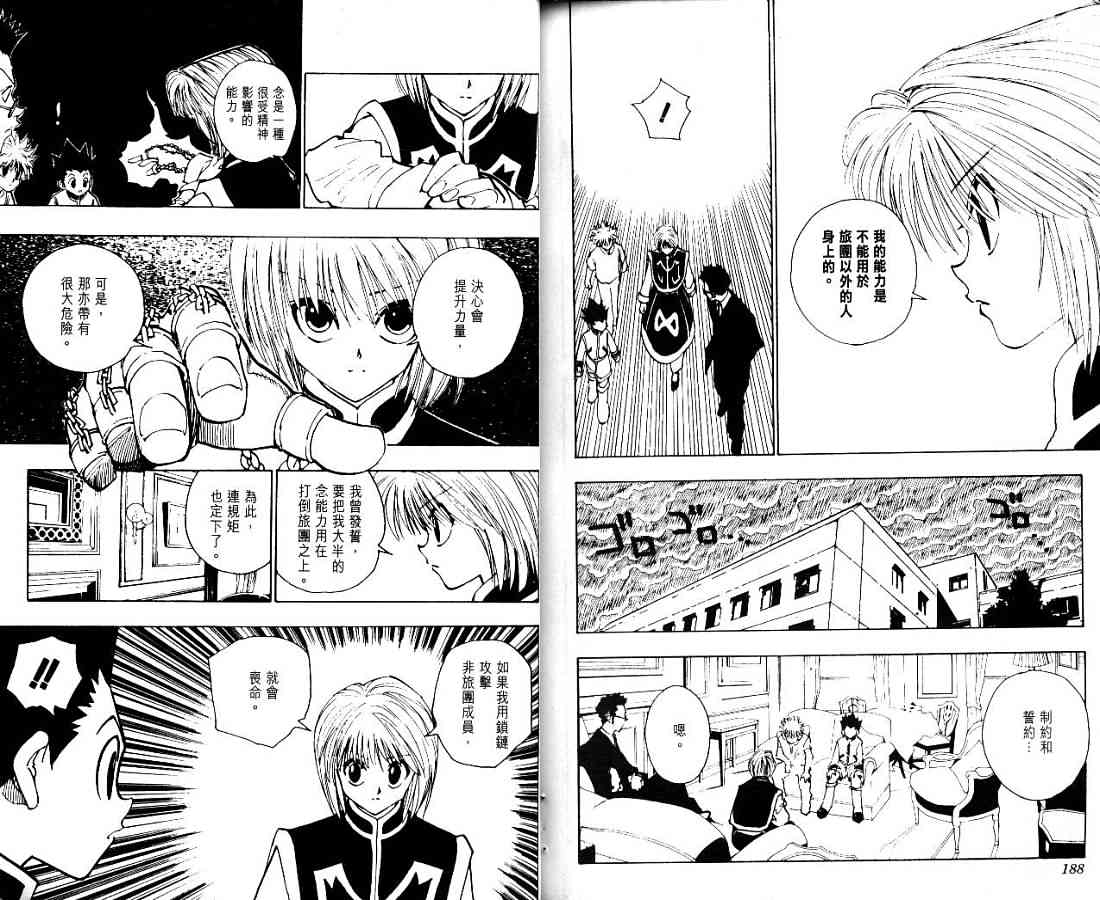 我的能力是
不能用於
旅團以外的人
身上的。
!
ゴロゴロ…ゴロ
制約和
誓約…
嗯。
188
念是一種
很受精神
影響的
能力。
!
決心會
提升力量，
可是，
那亦帶有
很大危險。
我曾發誓，
要把我大半的
念能力用在
打倒旅團之上。
為此，
連規矩
也定下了。
如果我用鎖鏈
攻擊
非旅團成員，
就會
喪命。
!!